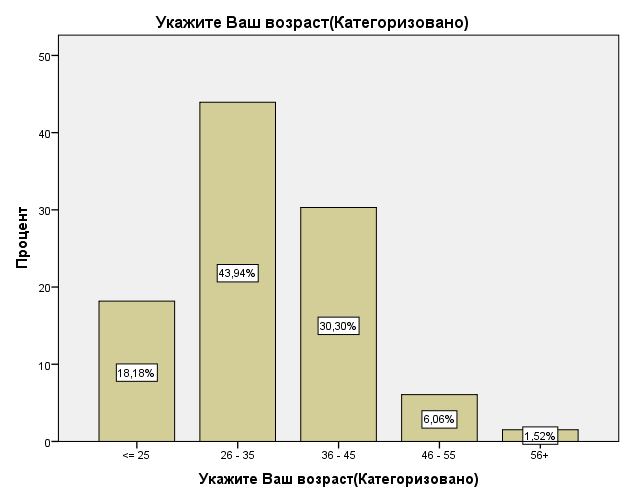 Укажите Ваш возраст(Категоризовано)
50
40
30
20
10
0
Процент
18,18%
43,94%
30,30%
6,06%
1,52%
<= 25
26 - 35
36 - 45
46 - 55
56+
Укажите Ваш возраст(Категоризовано)